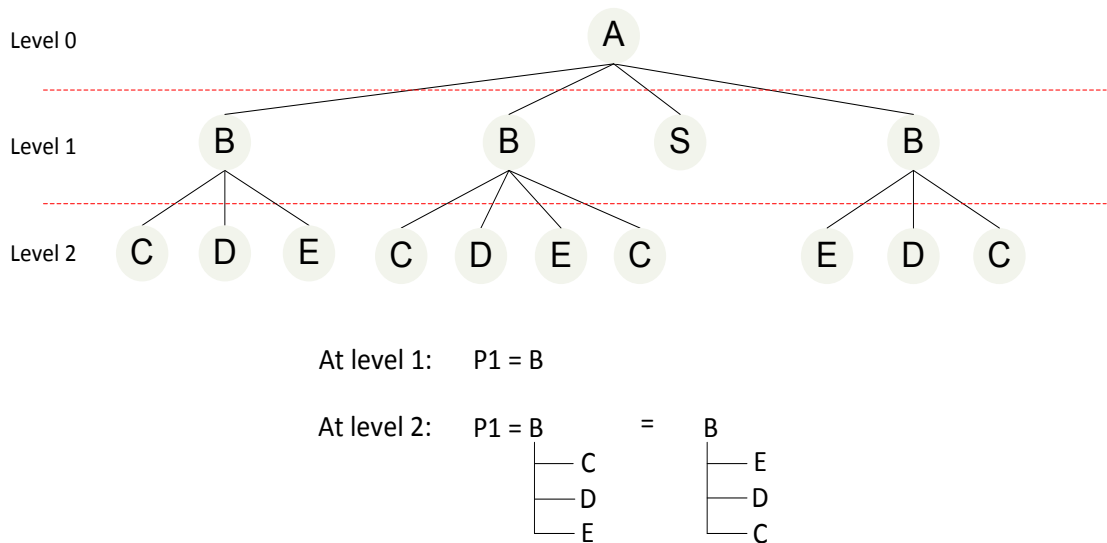 Level 0 A
Level 1 B B S B
Level 2 C D E C D E C E D C
At level 1: P1 = B
At level 2: P1 = B = B
C E
D D
E C